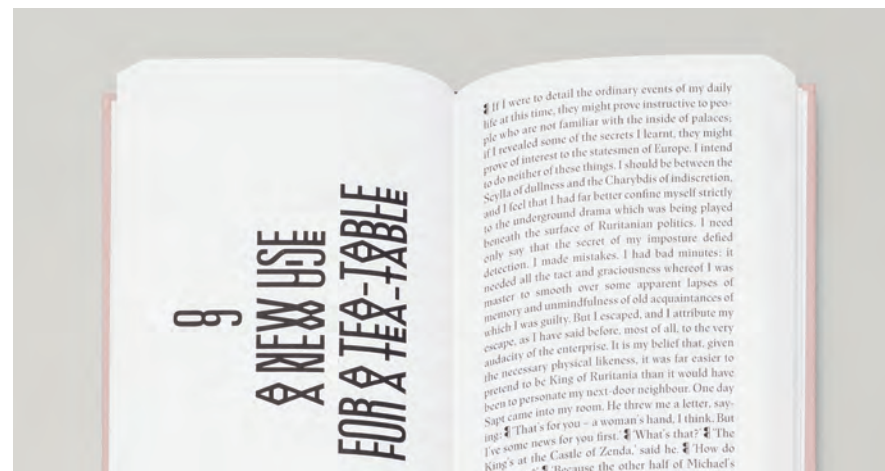 9
A NEW USE
FOR A TEA-TABLE
¶ If I were to detail the ordinary events of my daily
life at this time, they might prove instructive to peo-
ple who are not familiar with the inside of palaces;
if I revealed some of the secrets I learnt, they might
prove of interest to the statesmen of Europe. I intend
to do neither of these things. I should be between the
Scylla of dullness and the Charybdis of indiscretion,
and I feel that I had far better confine myself strictly
to the underground drama which was being played
beneath the surface of Ruritanian politics. I need
only say that the secret of my imposture defied
detection. I made mistakes. I had bad minutes: it
needed all the tact and graciousness whereof I was
master to smooth over some apparent lapses of
memory and unmindfulness of old acquaintances of
which I was guilty. But I escaped, and I attribute my
escape, as I have said before, most of all, to the very
audacity of the enterprise. It is my belief that, given
the necessary physical likeness, it was far easier to
pretend to be King of Ruritania than it would have
been to personate my next-door neighbour. One day
Sapt came into my room. He threw me a letter, say-
ing: ¶ 'That's for you – a woman's hand, I think. But
I've some news for you first.' ¶ 'What's that?' ¶ 'The
King's at the Castle of Zenda,' said he. ¶ 'How do
¶ 'Because the other half of Michael's